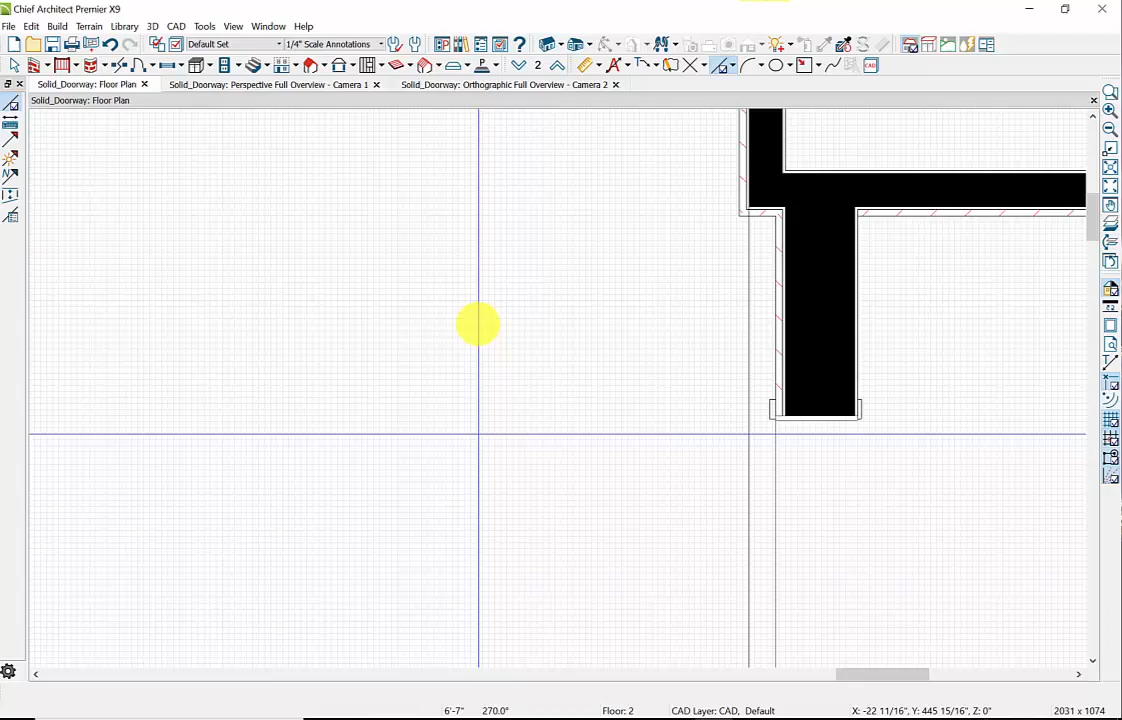 Chief Architect Premier X9
File Edit Build Terrain Library 3D CAD Tools View Window Help
Default Set 1/4" Scale Annotations
2
Solid_Doorway: Floor Plan Solid_Doorway: Perspective Full Overview - Camera 1 Solid_Doorway: Orthographic Full Overview - Camera 2
Solid_Doorway: Floor Plan
6'-7" 270.0° Floor: 2 CAD Layer: CAD, Default X: -22 11/16", Y: 445 15/16", Z: 0" 2031 x 1074